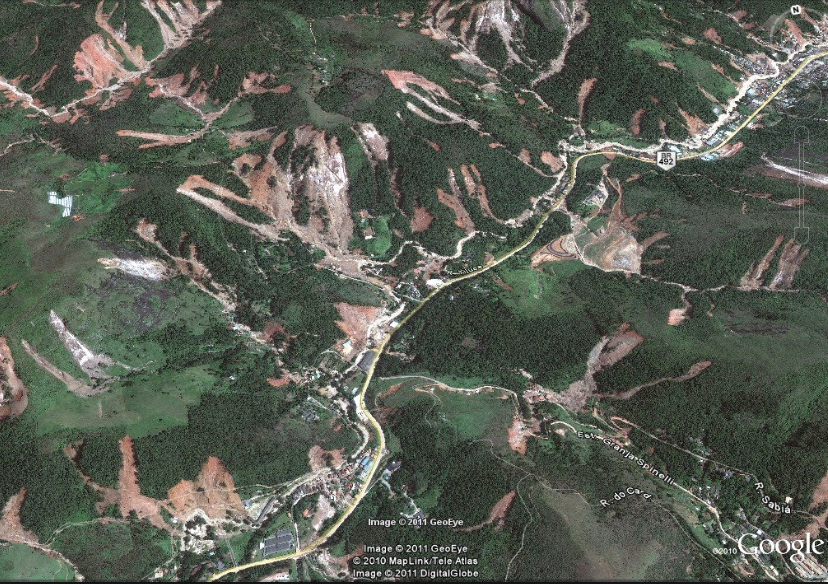 N
492
Est. Granja Spinelli
R. do Card
R. Sabiá
Image © 2011 GeoEye
Image © 2011 GeoEye
© 2010 MapLink/Tele Atlas
Image © 2011 DigitalGlobe
©2010 Google